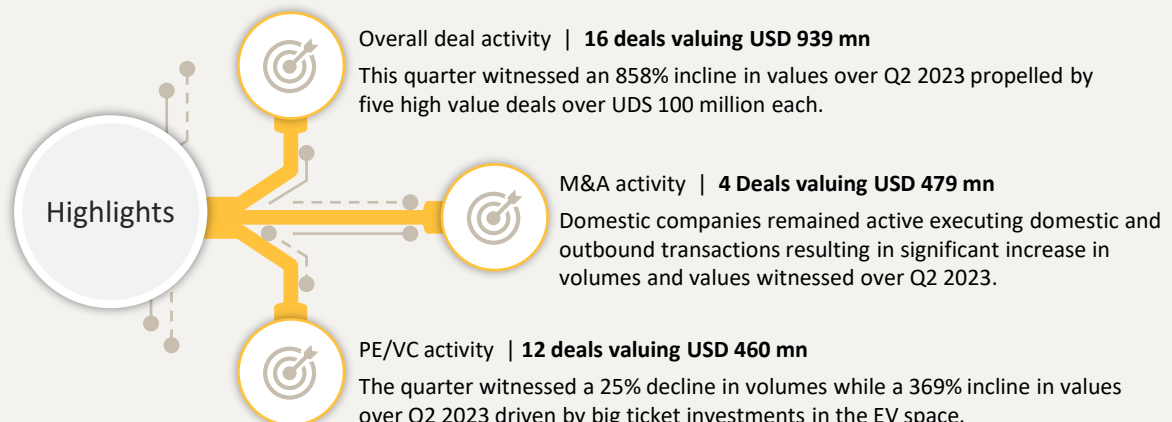 Highlights
Overall deal activity | 16 deals valuing USD 939 mn
This quarter witnessed an 858% incline in values over Q2 2023 propelled by
five high value deals over UDS 100 million each.
M&A activity | 4 Deals valuing USD 479 mn
Domestic companies remained active executing domestic and
outbound transactions resulting in significant increase in
volumes and values witnessed over Q2 2023.
PE/VC activity | 12 deals valuing USD 460 mn
The quarter witnessed a 25% decline in volumes while a 369% incline in values
over Q2 2023 driven by big ticket investments in the EV space.